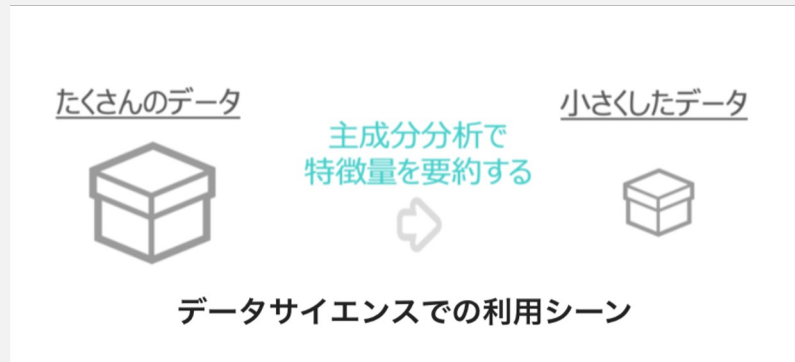 たくさんのデータ
小さくしたデータ
主成分分析で
特徴量を要約する
データサイエンスでの利用シーン